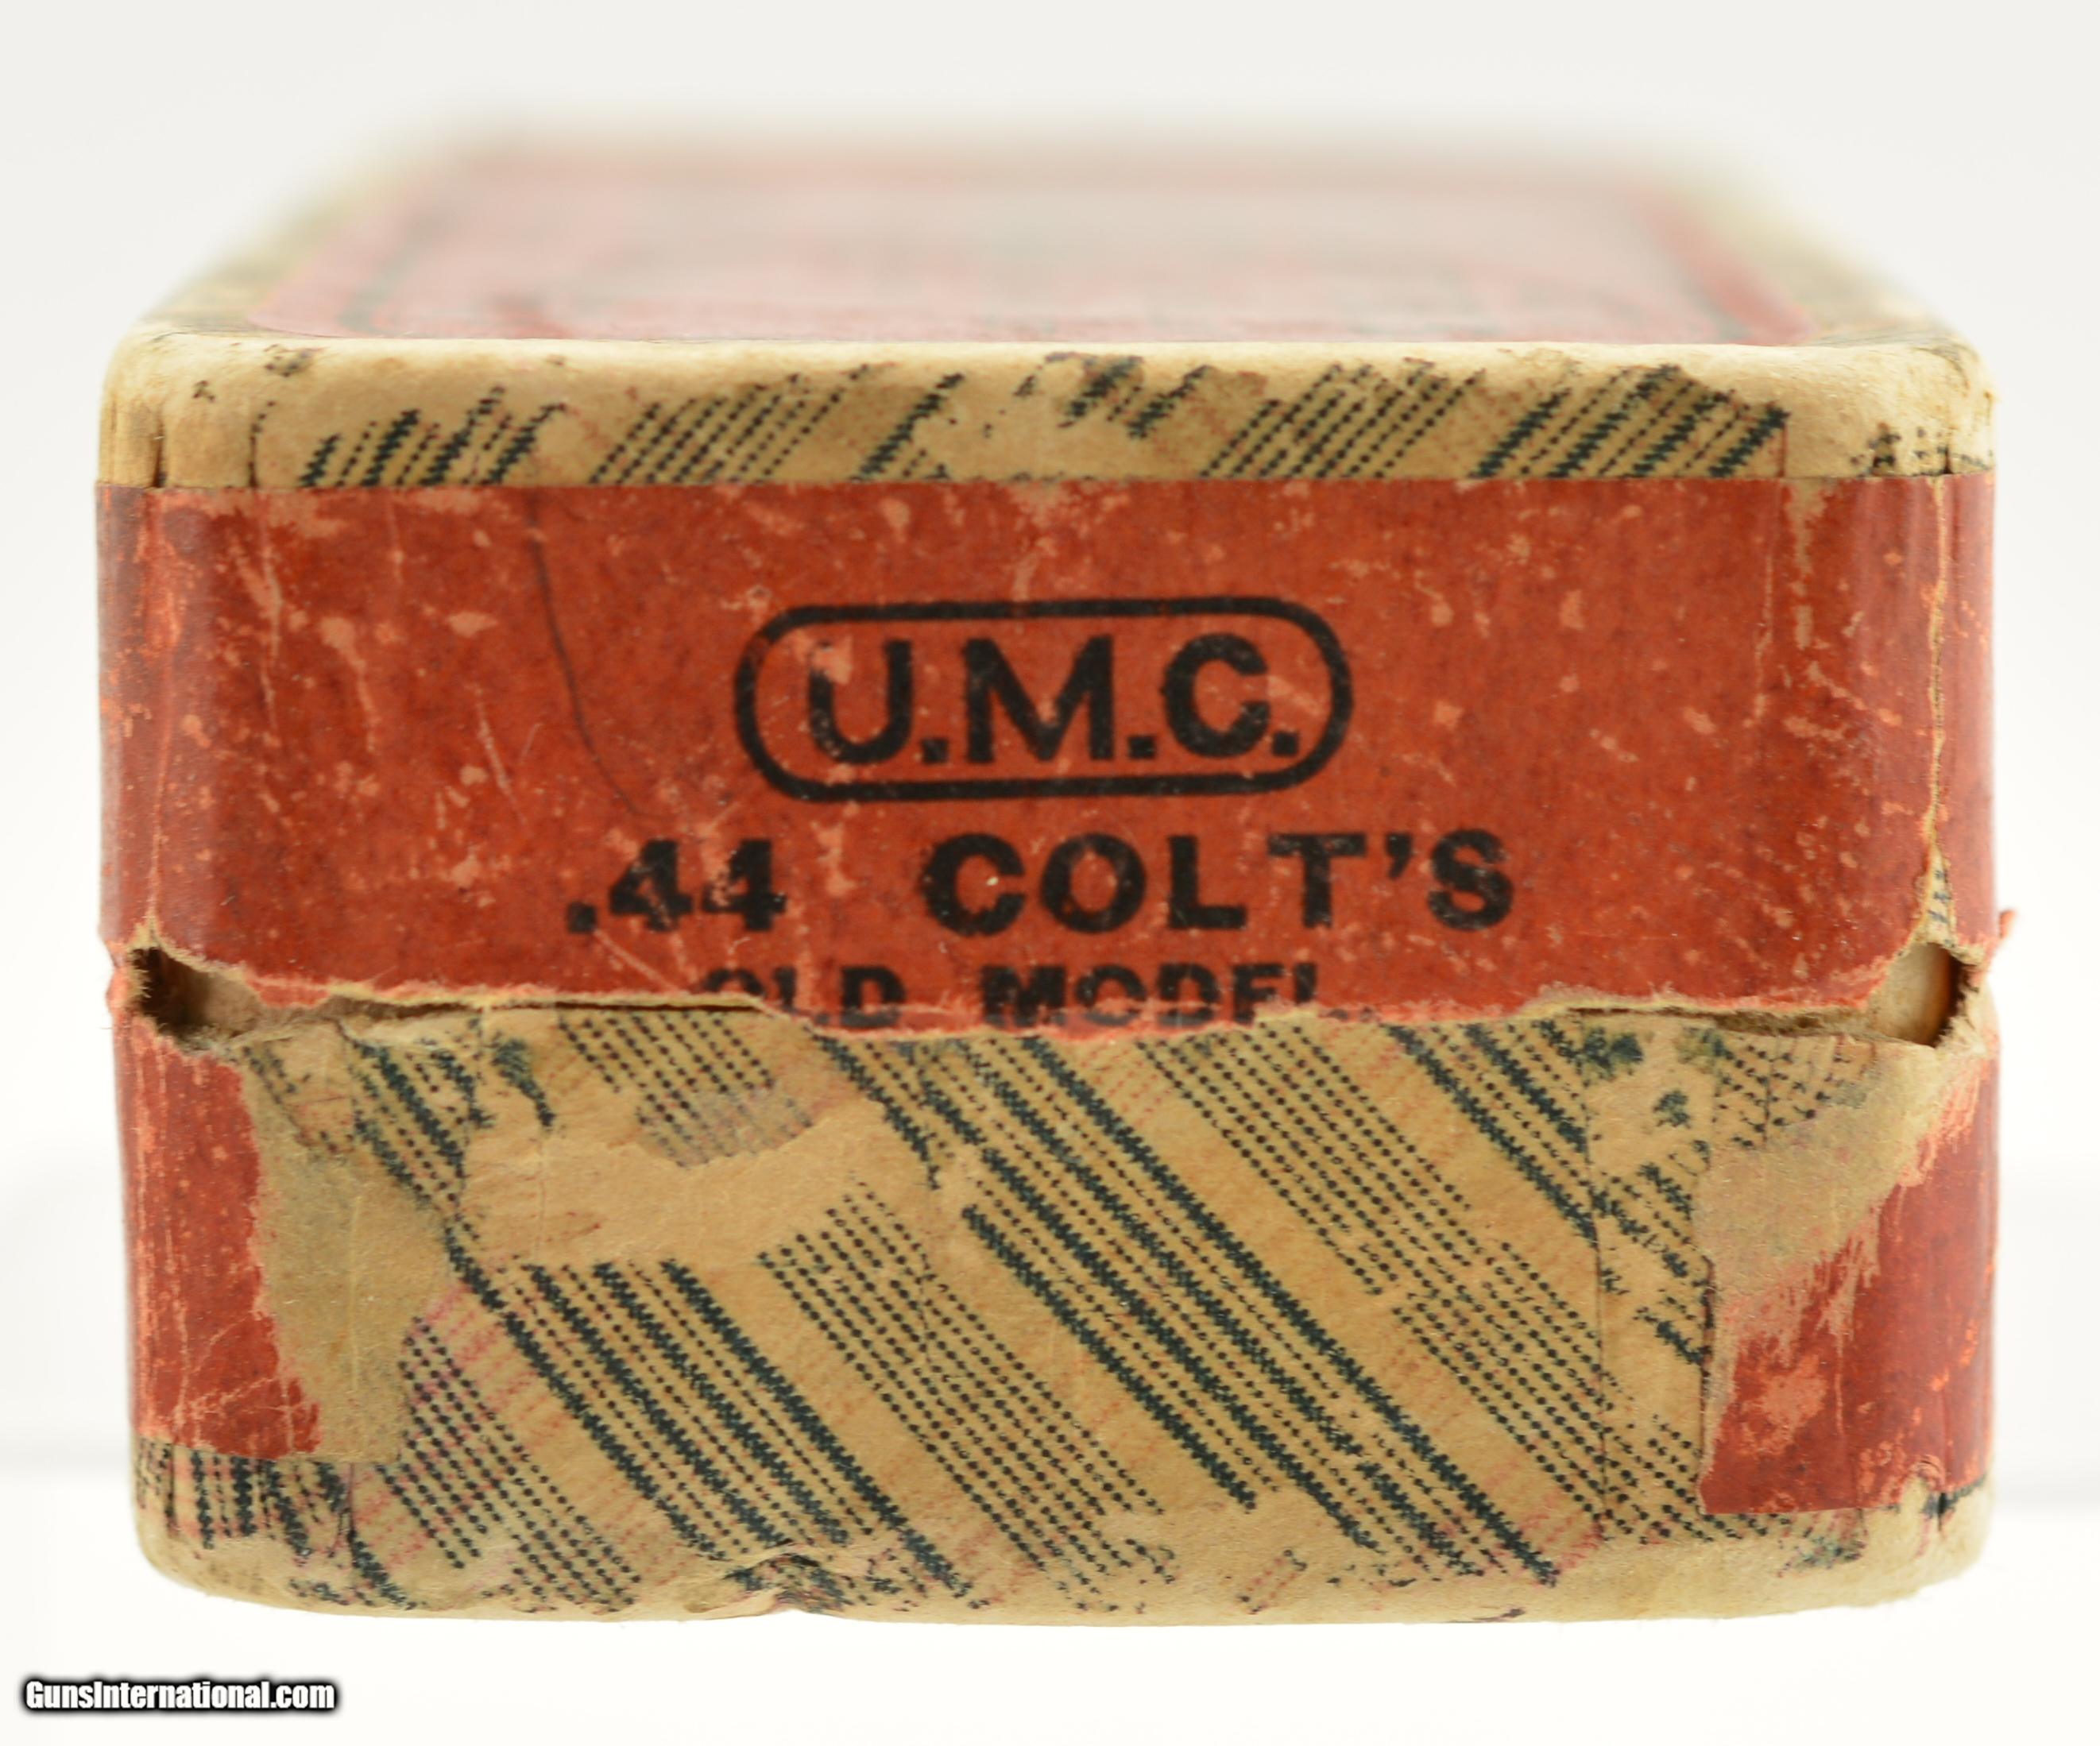 U.M.C.
.44 COLT'S
OLD MODEL.
GunsInternational.com